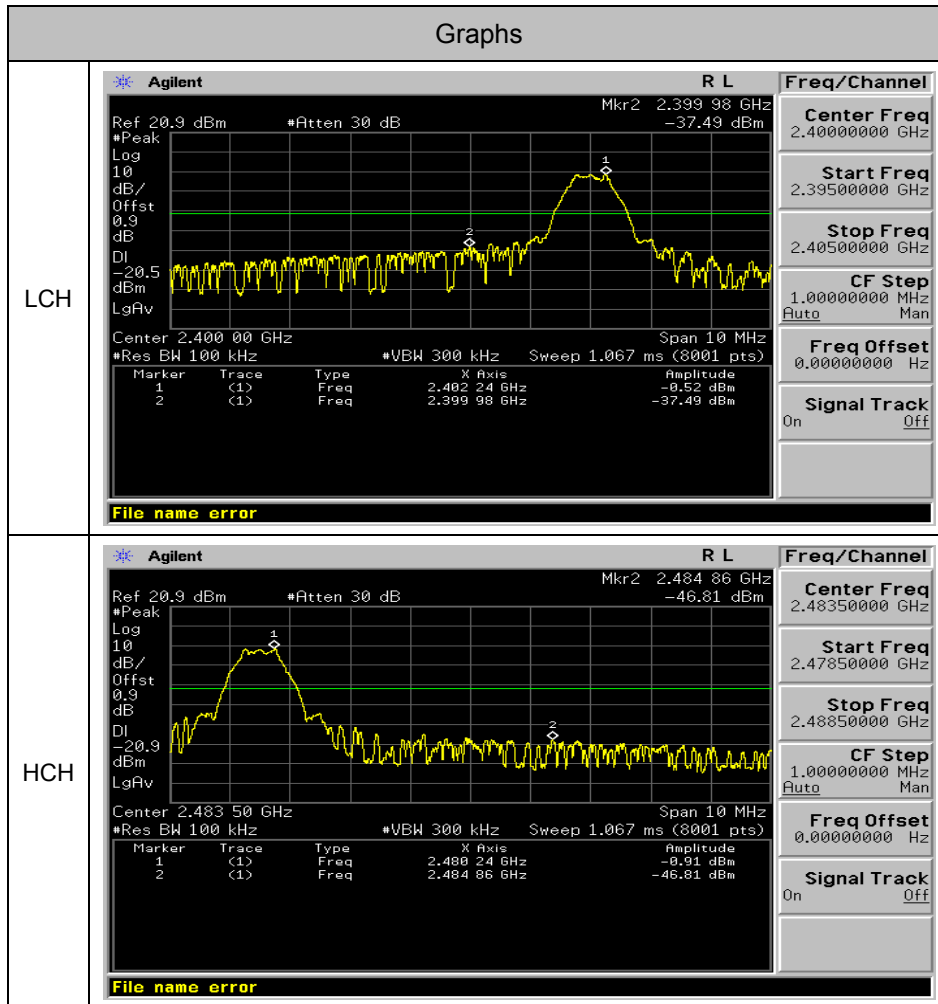 Graphs
LCH
Agilent R L Freq/Channel
Mkr2 2.399 98 GHz
Ref 20.9 dBm #Atten 30 dB -37.49 dBm
#Peak
Log
10
dB/
Offst
0.9
dB
DI
-20.5
dBm
LgAv
1
2
Center 2.400 00 GHz Span 10 MHz
#Res BW 100 kHz #VBW 300 kHz Sweep 1.067 ms (8001 pts)
Marker Trace Type X Axis Amplitude
1 (1) Freq 2.402 24 GHz -0.52 dBm
2 (1) Freq 2.399 98 GHz -37.49 dBm
File name error
Center Freq
2.40000000 GHz
Start Freq
2.39500000 GHz
Stop Freq
2.40500000 GHz
CF Step
1.00000000 MHz
Auto Man
Freq Offset
0.00000000 Hz
Signal Track
On Off
HCH
Agilent R L Freq/Channel
Mkr2 2.484 86 GHz
Ref 20.9 dBm #Atten 30 dB -46.81 dBm
#Peak
Log
10
dB/
Offst
0.9
dB
DI
-20.9
dBm
LgAv
1
2
Center 2.483 50 GHz Span 10 MHz
#Res BW 100 kHz #VBW 300 kHz Sweep 1.067 ms (8001 pts)
Marker Trace Type X Axis Amplitude
1 (1) Freq 2.480 24 GHz -0.91 dBm
2 (1) Freq 2.484 86 GHz -46.81 dBm
File name error
Center Freq
2.48350000 GHz
Start Freq
2.47850000 GHz
Stop Freq
2.48850000 GHz
CF Step
1.00000000 MHz
Auto Man
Freq Offset
0.00000000 Hz
Signal Track
On Off